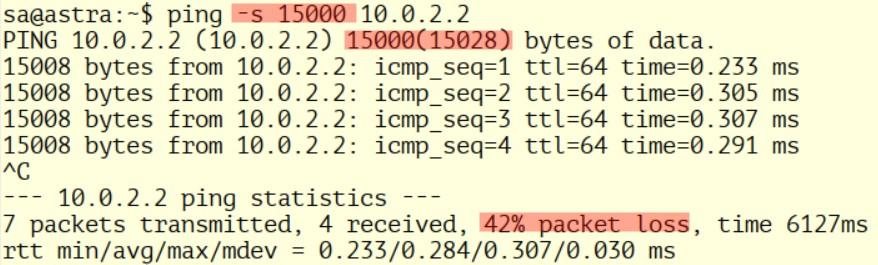 sa@astra:~$ ping -s 15000 10.0.2.2
PING 10.0.2.2 (10.0.2.2) 15000(15028) bytes of data.
15008 bytes from 10.0.2.2: icmp_seq=1 ttl=64 time=0.233 ms
15008 bytes from 10.0.2.2: icmp_seq=2 ttl=64 time=0.305 ms
15008 bytes from 10.0.2.2: icmp_seq=3 ttl=64 time=0.307 ms
15008 bytes from 10.0.2.2: icmp_seq=4 ttl=64 time=0.291 ms
^C
--- 10.0.2.2 ping statistics ---
7 packets transmitted, 4 received, 42% packet loss, time 6127ms
rtt min/avg/max/mdev = 0.233/0.284/0.307/0.030 ms